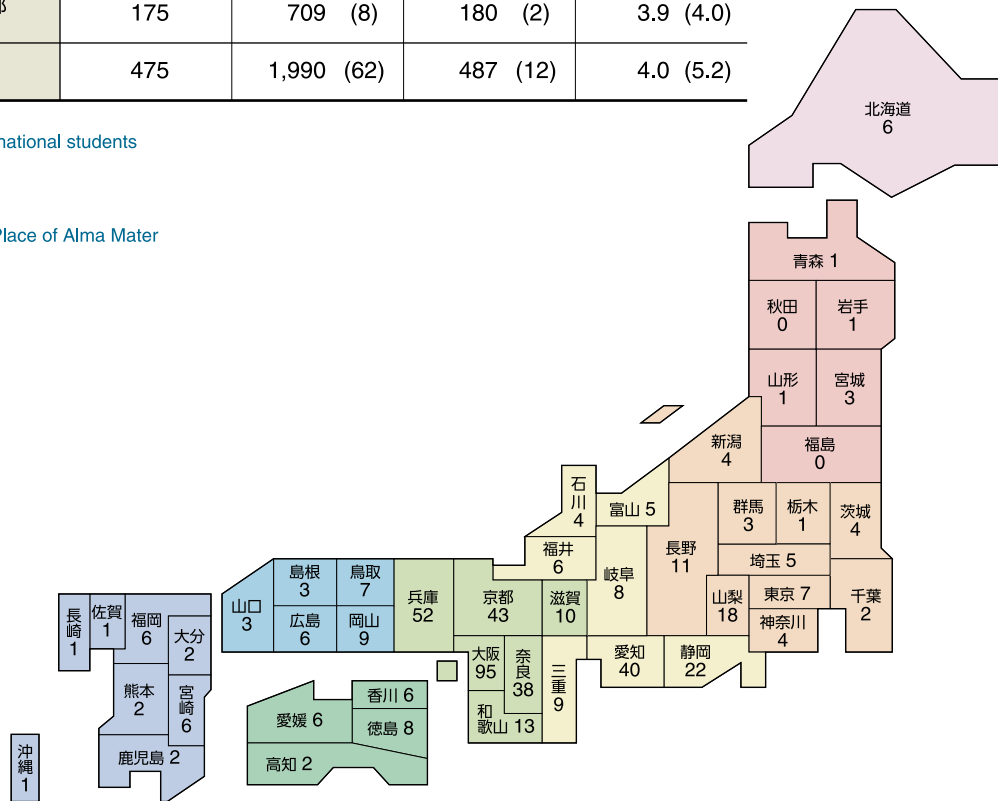 部 175 709 (8) 180 (2) 3.9 (4.0)
475 1,990 (62) 487 (12) 4.0 (5.2)
national students
Place of Alma Mater
北海道
6
青森 1
秋田
0
岩手
1
山形
1
宮城
3
新潟
4
福島
0
石川
4
富山 5
群馬
3
栃木
1
茨城
4
福井
6
岐阜
8
長野
11
埼玉 5
山梨
18
東京 7
千葉
2
神奈川
4
島根
3
鳥取
7
山口
3
広島
6
岡山
9
兵庫
52
京都
43
滋賀
10
愛知
40
静岡
22
大阪
95
奈良
38
三重
9
和
歌山 13
長崎
1
佐賀
1
福岡
6
大分
2
熊本
2
宮崎
6
鹿児島 2
沖縄
1
香川 6
愛媛 6
徳島 8
高知 2